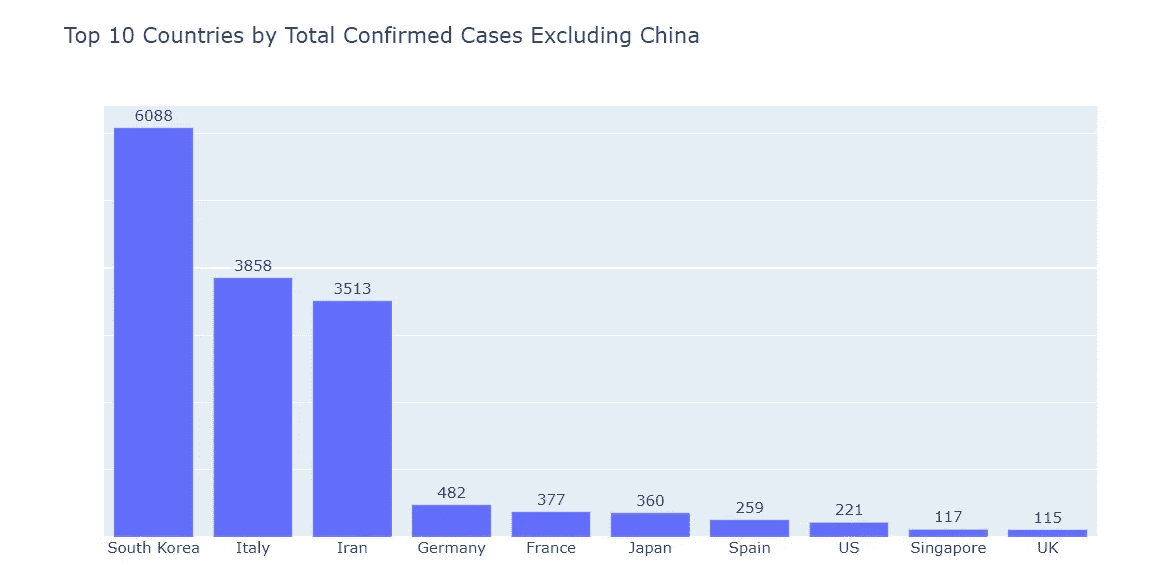 Top 10 Countries by Total Confirmed Cases Excluding China
6088
3858
3513
482
377
360
259
221
117
115
South Korea
Italy
Iran
Germany
France
Japan
Spain
US
Singapore
UK